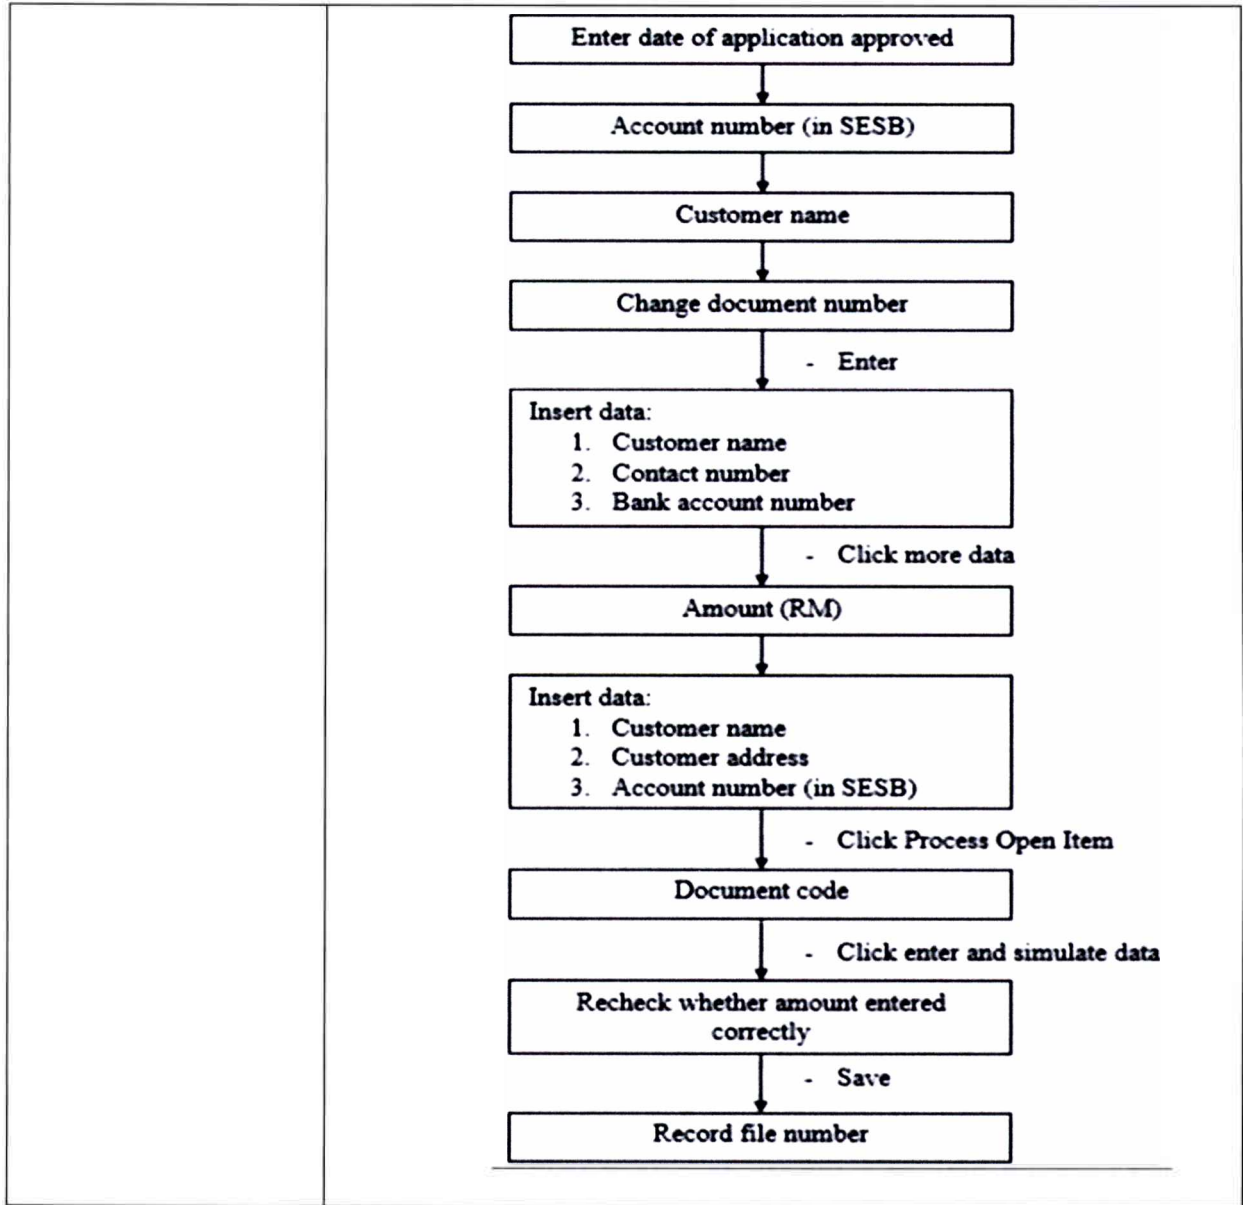 Enter date of application approved
Account number (in SESB)
Customer name
Change document number
- Enter
Insert data:
1. Customer name
2. Contact number
3. Bank account number
- Click more data
Amount (RM)
Insert data:
1. Customer name
2. Customer address
3. Account number (in SESB)
- Click Process Open Item
Document code
- Click enter and simulate data
Recheck whether amount entered
correctly
- Save
Record file number